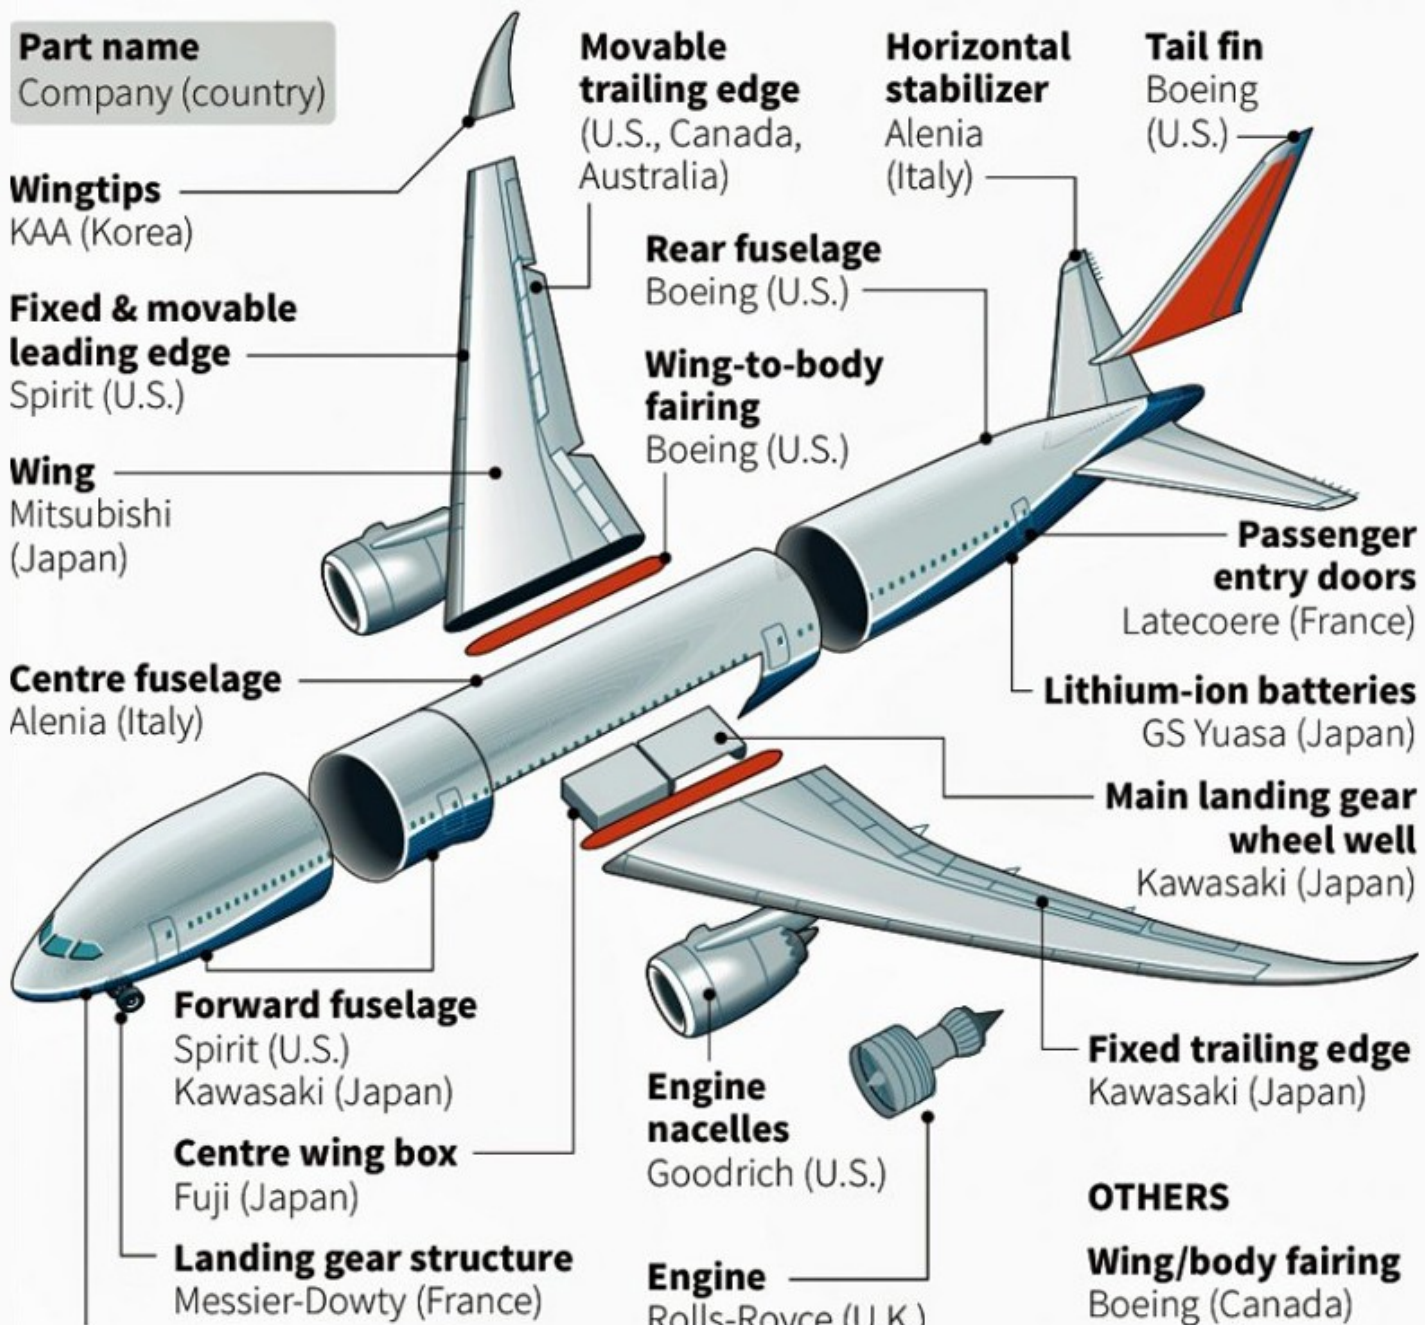 Part name
Company (country)
Wingtips
KAA (Korea)
Fixed & movable
leading edge
Spirit (U.S.)
Wing
Mitsubishi
(Japan)
Centre fuselage
Alenia (Italy)
Movable
trailing edge
(U.S., Canada,
Australia)
Horizontal
stabilizer
Alenia
(Italy)
Tail fin
Boeing
(U.S.)
Rear fuselage
Boeing (U.S.)
Wing-to-body
fairing
Boeing (U.S.)
Passenger
entry doors
Latecoere (France)
Lithium-ion batteries
GS Yuasa (Japan)
Main landing gear
wheel well
Kawasaki (Japan)
Forward fuselage
Spirit (U.S.)
Kawasaki (Japan)
Centre wing box
Fuji (Japan)
Landing gear structure
Messier-Dowty (France)
Engine
nacelles
Goodrich (U.S.)
Engine
Rolls-Royce (U.K.)
Fixed trailing edge
Kawasaki (Japan)
OTHERS
Wing/body fairing
Boeing (Canada)